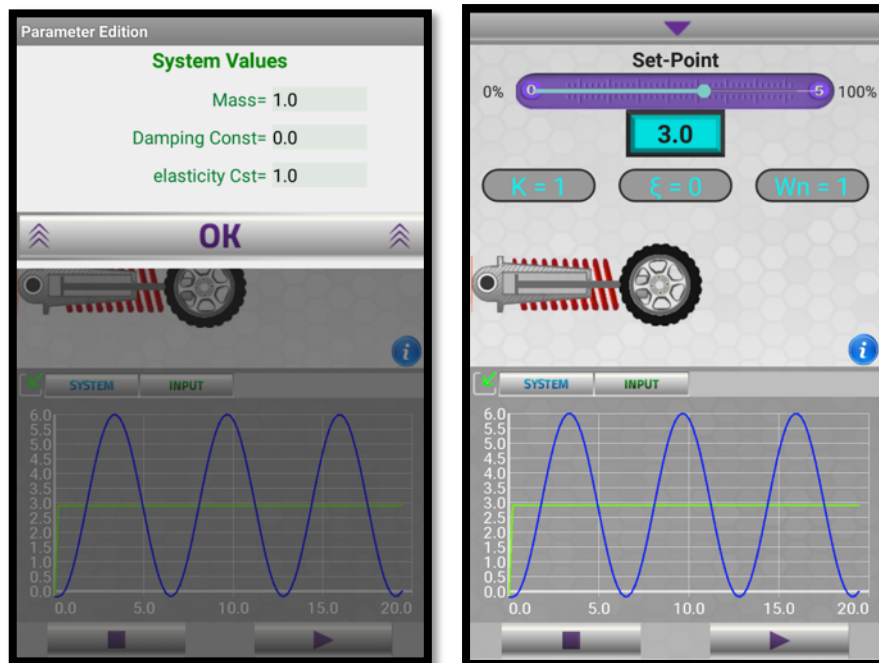 Parameter Edition
System Values
Mass= 1.0
Damping Const= 0.0
elasticity Cst= 1.0
OK
i
SYSTEM INPUT
6.0
5.5
5.0
4.5
4.0
3.5
3.0
2.5
2.0
1.5
1.0
0.5
0.0
0.0 5.0 10.0 15.0 20.0
Set-Point
0% 0 5 100%
3.0
K = 1 ξ = 0 Wn = 1
i
SYSTEM INPUT
6.0
5.5
5.0
4.5
4.0
3.5
3.0
2.5
2.0
1.5
1.0
0.5
0.0
0.0 5.0 10.0 15.0 20.0